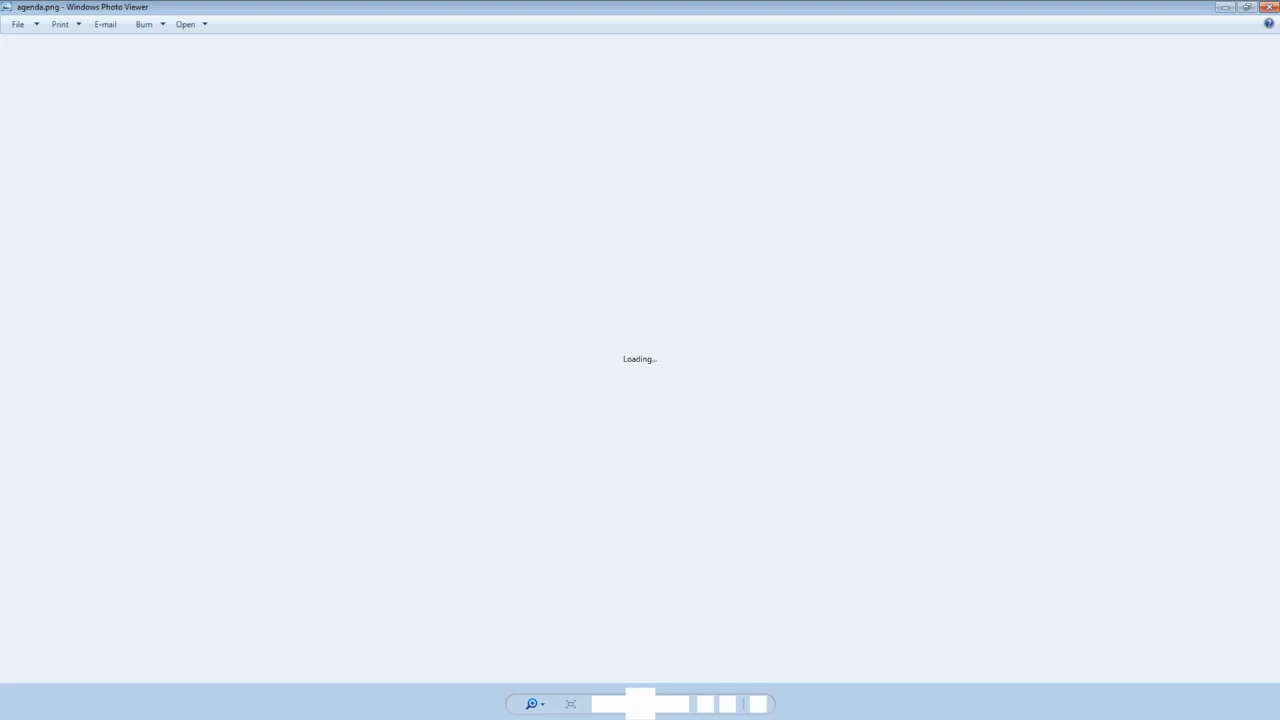 agenda.png - Windows Photo Viewer
File Print E-mail Burn Open
Loading...